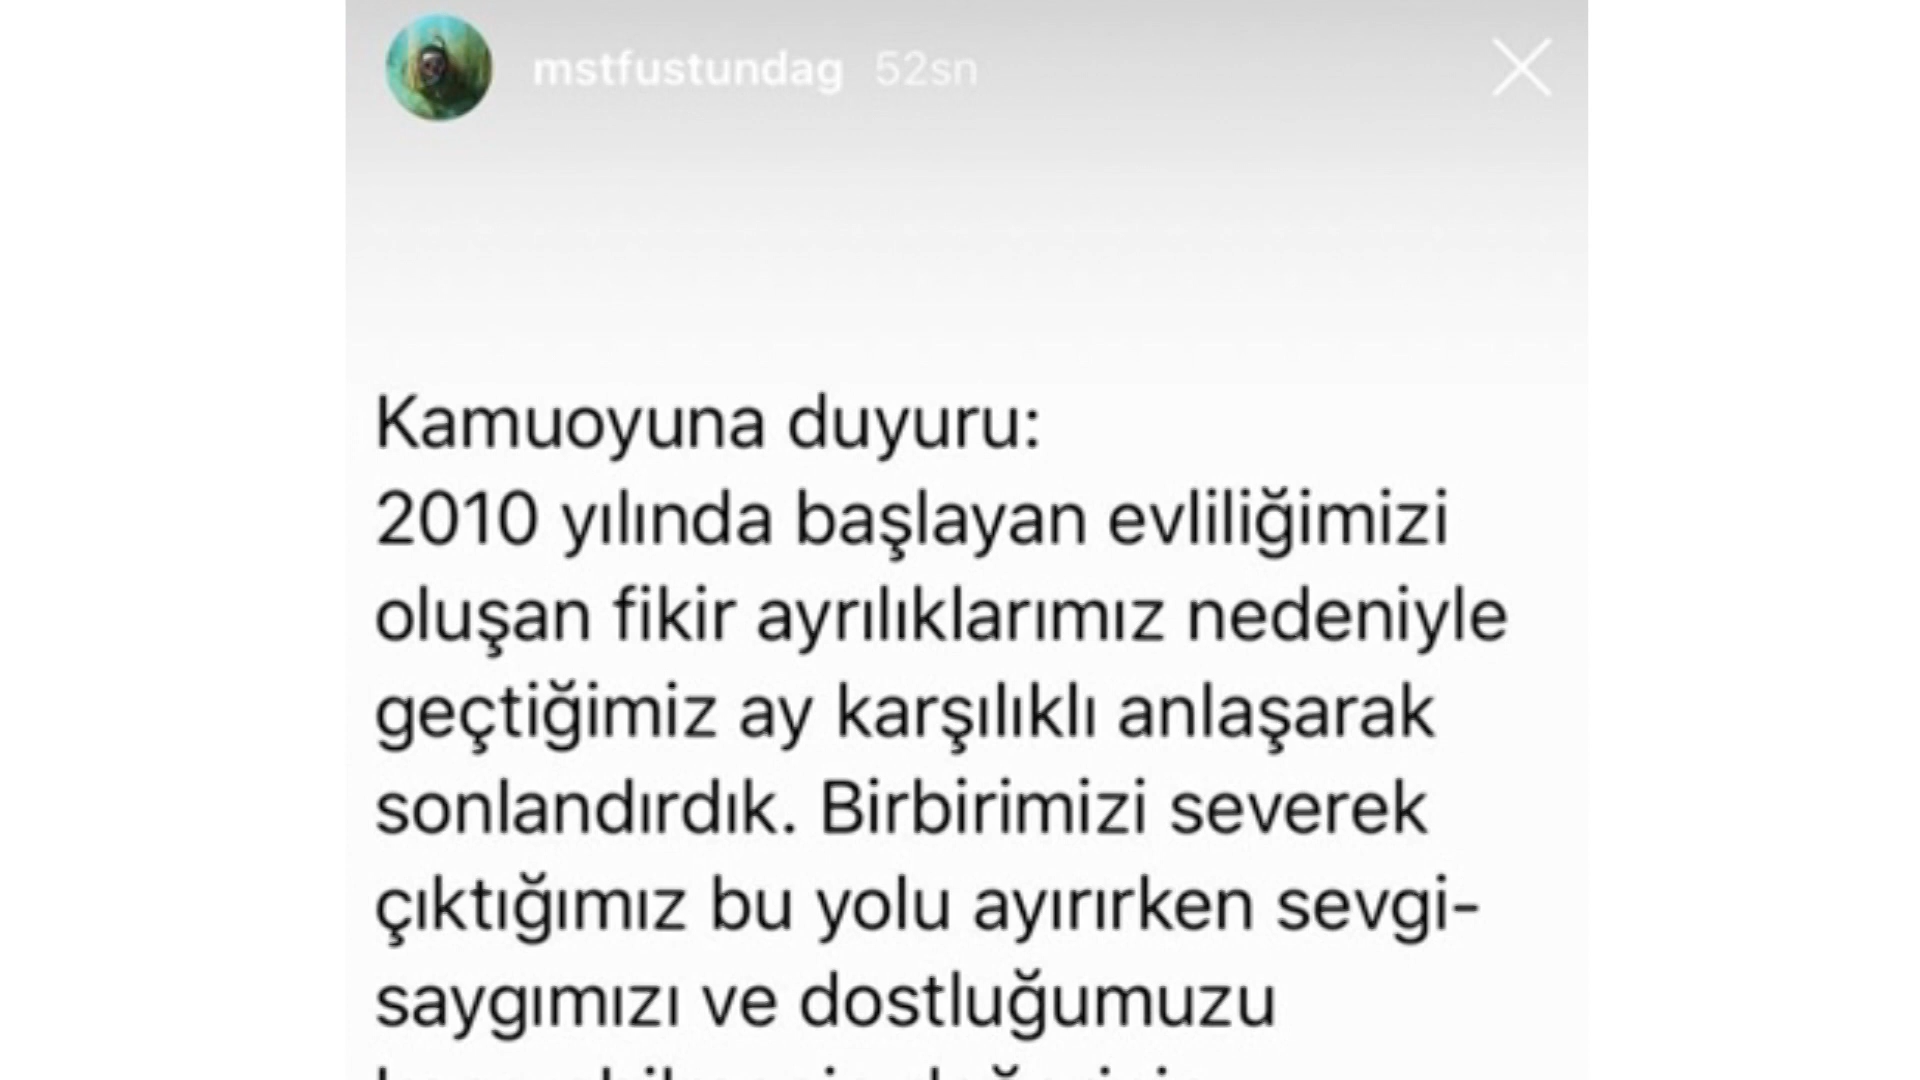 mstfustundag 52sn
Kamuoyuna duyuru:
2010 yılında başlayan evliliğimizi
oluşan fikir ayrılıklarımız nedeniyle
geçtiğimiz ay karşılıklı anlaşarak
sonlandırdık. Birbirimizi severek
çıktığımız bu yolu ayırırken sevgi-
saygımızı ve dostluğumuzu